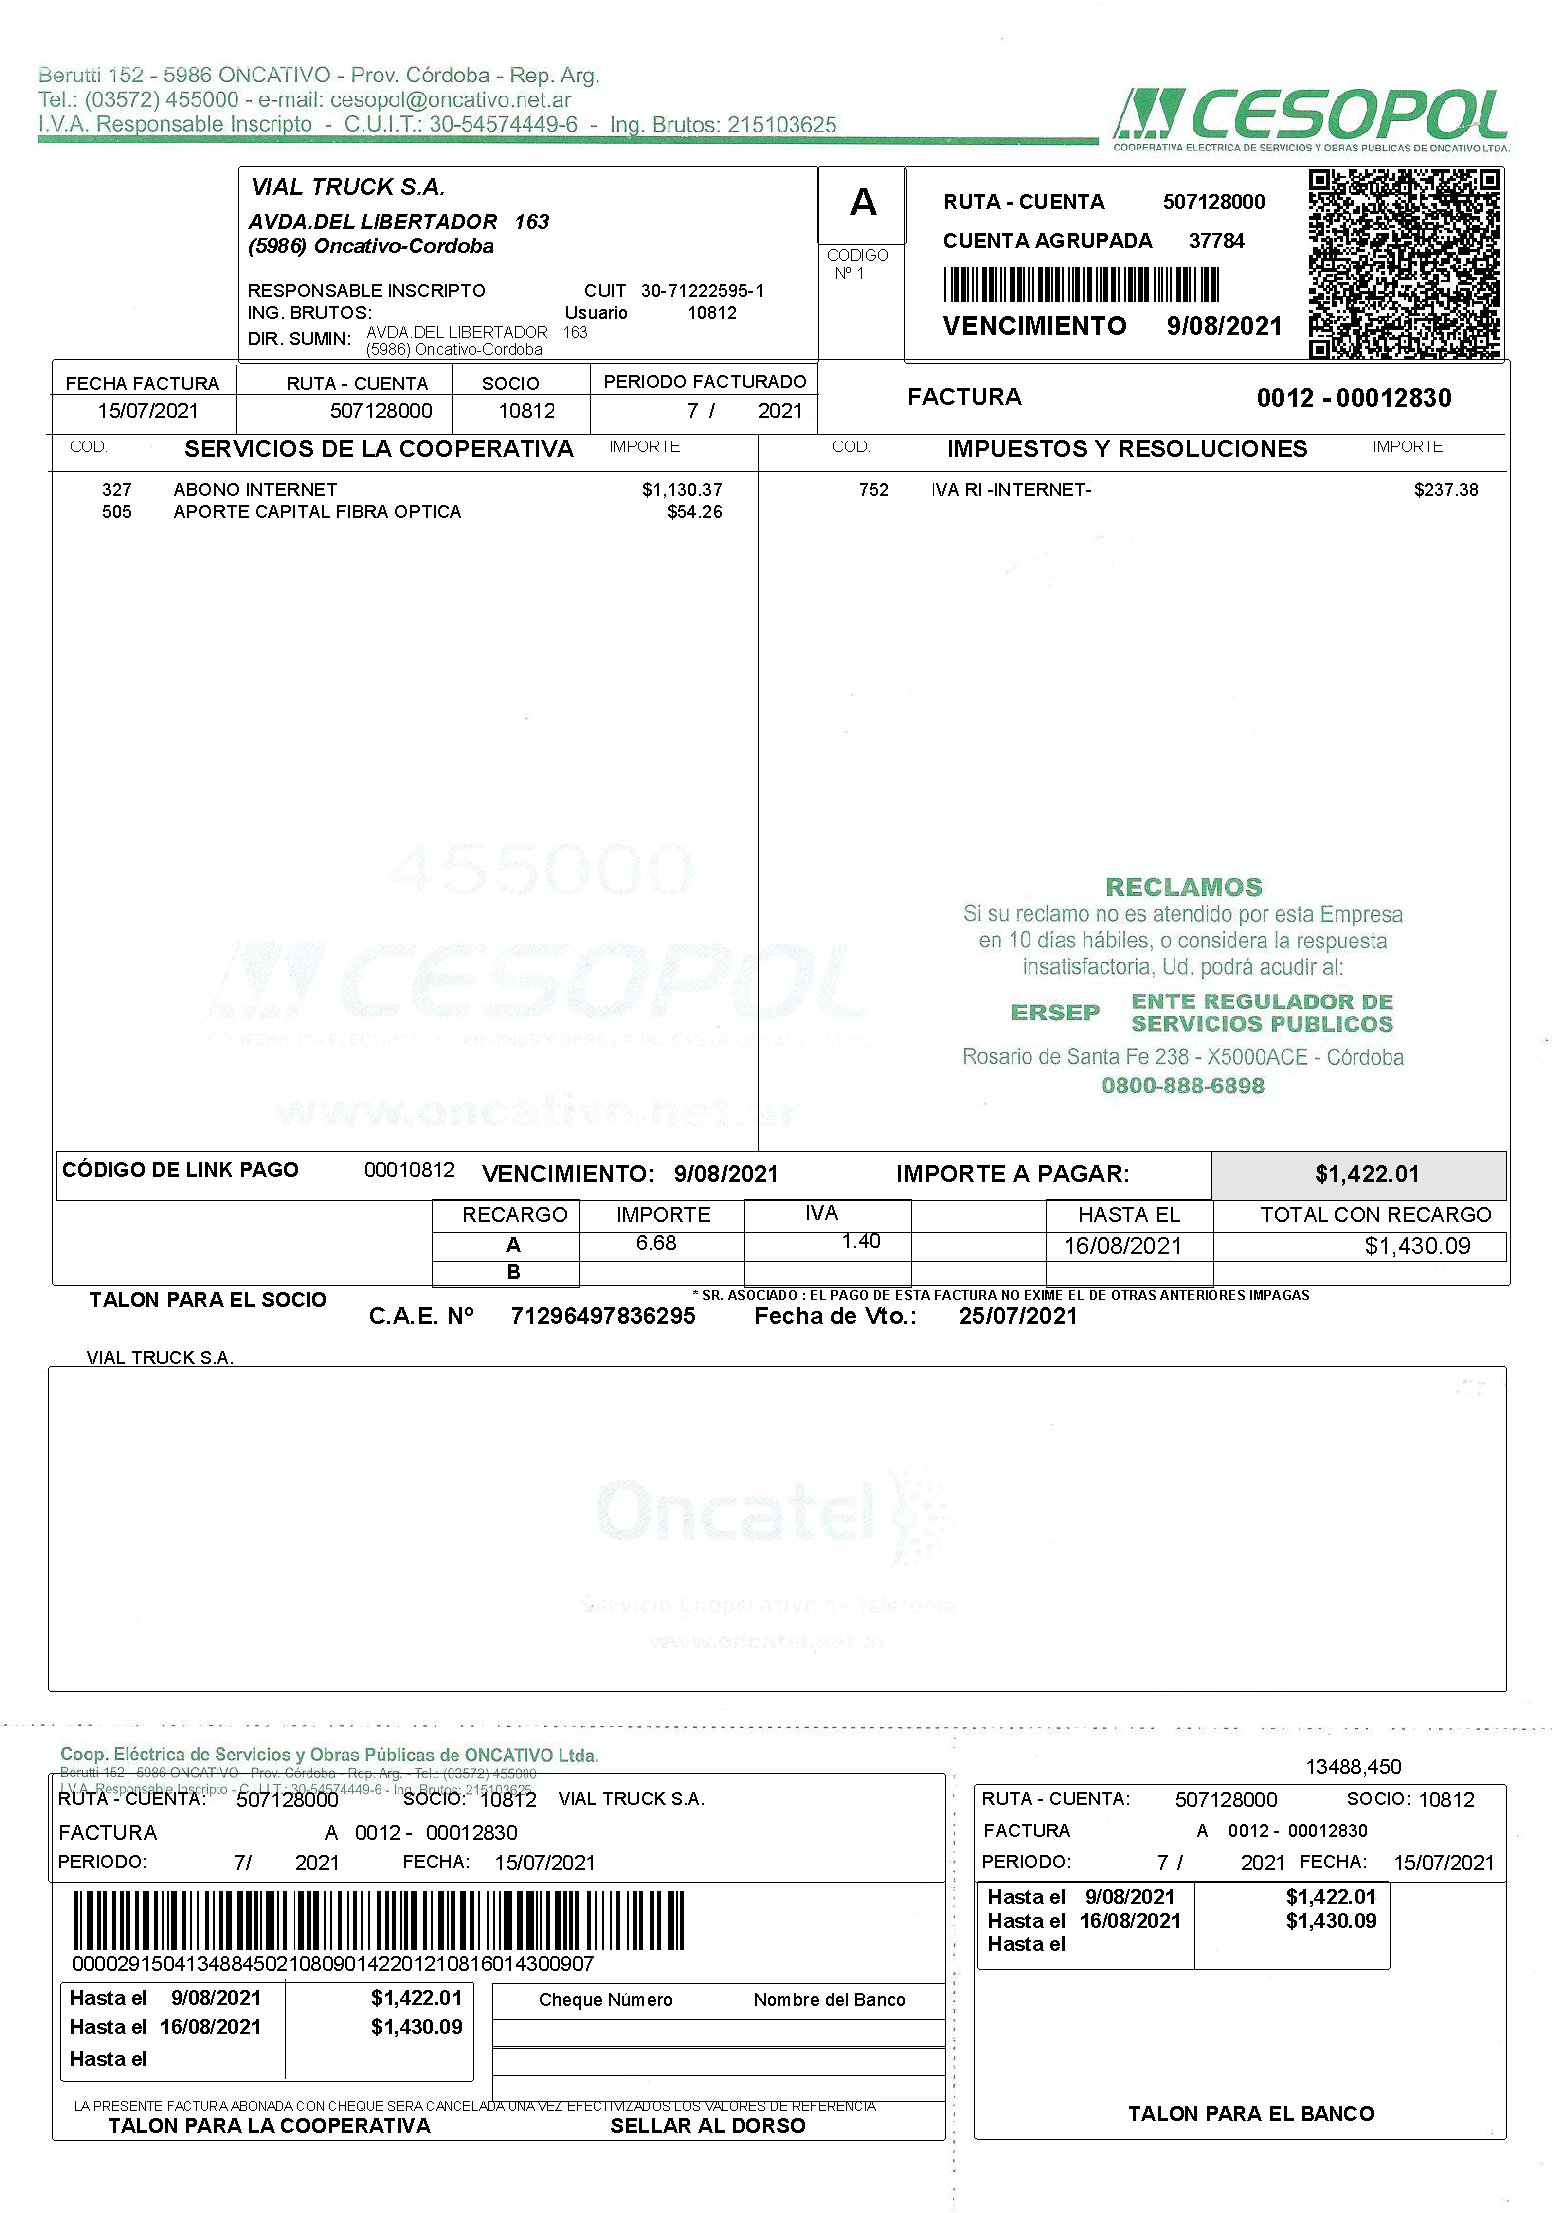 Berutti 152 - 5986 ONCATIVO - Prov. Córdoba - Rep. Arg.
Tel.: (03572) 455000 - e-mail: cesopol@oncativo.net.ar
I.V.A. Responsable Inscripto - C.U.I.T.: 30-54574449-6 - Ing. Brutos: 215103625
CESOPOL
COOPERATIVA ELECTRICA DE SERVICIOS Y OBRAS PUBLICAS DE ONCATIVO LTDA.
VIAL TRUCK S.A.
AVDA.DEL LIBERTADOR 163
(5986) Oncativo-Cordoba
RESPONSABLE INSCRIPTO CUIT 30-71222595-1
ING. BRUTOS: Usuario 10812
DIR. SUMIN: AVDA.DEL LIBERTADOR 163
(5986) Oncativo-Cordoba
A
CODIGO
Nº 1
RUTA - CUENTA 507128000
CUENTA AGRUPADA 37784
VENCIMIENTO 9/08/2021
FECHA FACTURA RUTA - CUENTA SOCIO PERIODO FACTURADO
15/07/2021 507128000 10812 7 / 2021
FACTURA 0012 - 00012830
COD. SERVICIOS DE LA COOPERATIVA IMPORTE COD. IMPUESTOS Y RESOLUCIONES IMPORTE
327 ABONO INTERNET $1,130.37 752 IVA RI -INTERNET- $237.38
505 APORTE CAPITAL FIBRA OPTICA $54.26
455000
CESOPOL
COOPERATIVA ELECTRICA DE SERVICIOS Y OBRAS PUBLICAS DE ONCATIVO LTDA.
www.oncativo.net.ar
RECLAMOS
Si su reclamo no es atendido por esta Empresa
en 10 días hábiles, o considera la respuesta
insatisfactoria, Ud. podrá acudir al:
ERSEP ENTE REGULADOR DE
SERVICIOS PUBLICOS
Rosario de Santa Fe 238 - X5000ACE - Córdoba
0800-888-6898
CÓDIGO DE LINK PAGO 00010812 VENCIMIENTO: 9/08/2021 IMPORTE A PAGAR: $1,422.01
RECARGO IMPORTE IVA HASTA EL TOTAL CON RECARGO
A 6.68 1.40 16/08/2021 $1,430.09
B
TALON PARA EL SOCIO
* SR. ASOCIADO : EL PAGO DE ESTA FACTURA NO EXIME EL DE OTRAS ANTERIORES IMPAGAS
C.A.E. Nº 71296497836295 Fecha de Vto.: 25/07/2021
VIAL TRUCK S.A.
Oncatel
Servicio Cooperativo de Telefonía
www.oncatel.net.ar
Coop. Eléctrica de Servicios y Obras Públicas de ONCATIVO Ltda.
Berutti 152 - 5986 ONCATIVO - Prov. Córdoba - Rep. Arg. - Tel.: (03572) 455000
I.V.A. Responsable Inscripto - C.U.I.T.: 30-54574449-6 - Ing. Brutos: 215103625
RUTA - CUENTA: 507128000 SOCIO: 10812 VIAL TRUCK S.A.
FACTURA A 0012 - 00012830
PERIODO: 7/ 2021 FECHA: 15/07/2021
000029150413488450210809014220121081601430​0907
Hasta el 9/08/2021 $1,422.01
Hasta el 16/08/2021 $1,430.09
Hasta el
Cheque Número Nombre del Banco
LA PRESENTE FACTURA ABONADA CON CHEQUE SERA CANCELADA UNA VEZ EFECTIVIZADOS LOS VALORES DE REFERENCIA
TALON PARA LA COOPERATIVA SELLAR AL DORSO
13488,450
RUTA - CUENTA: 507128000 SOCIO: 10812
FACTURA A 0012 - 00012830
PERIODO: 7 / 2021 FECHA: 15/07/2021
Hasta el 9/08/2021 $1,422.01
Hasta el 16/08/2021 $1,430.09
Hasta el
TALON PARA EL BANCO